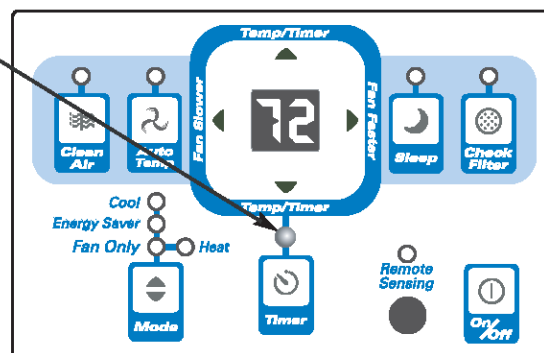 Temp/Timer
Fan Slower
72
Fan Faster
Clean
Air
Auto
Temp
Sleep
Check
Filter
Temp/Timer
Cool
Energy Saver
Fan Only
Heat
Mode
Timer
Remote
Sensing
On/Off